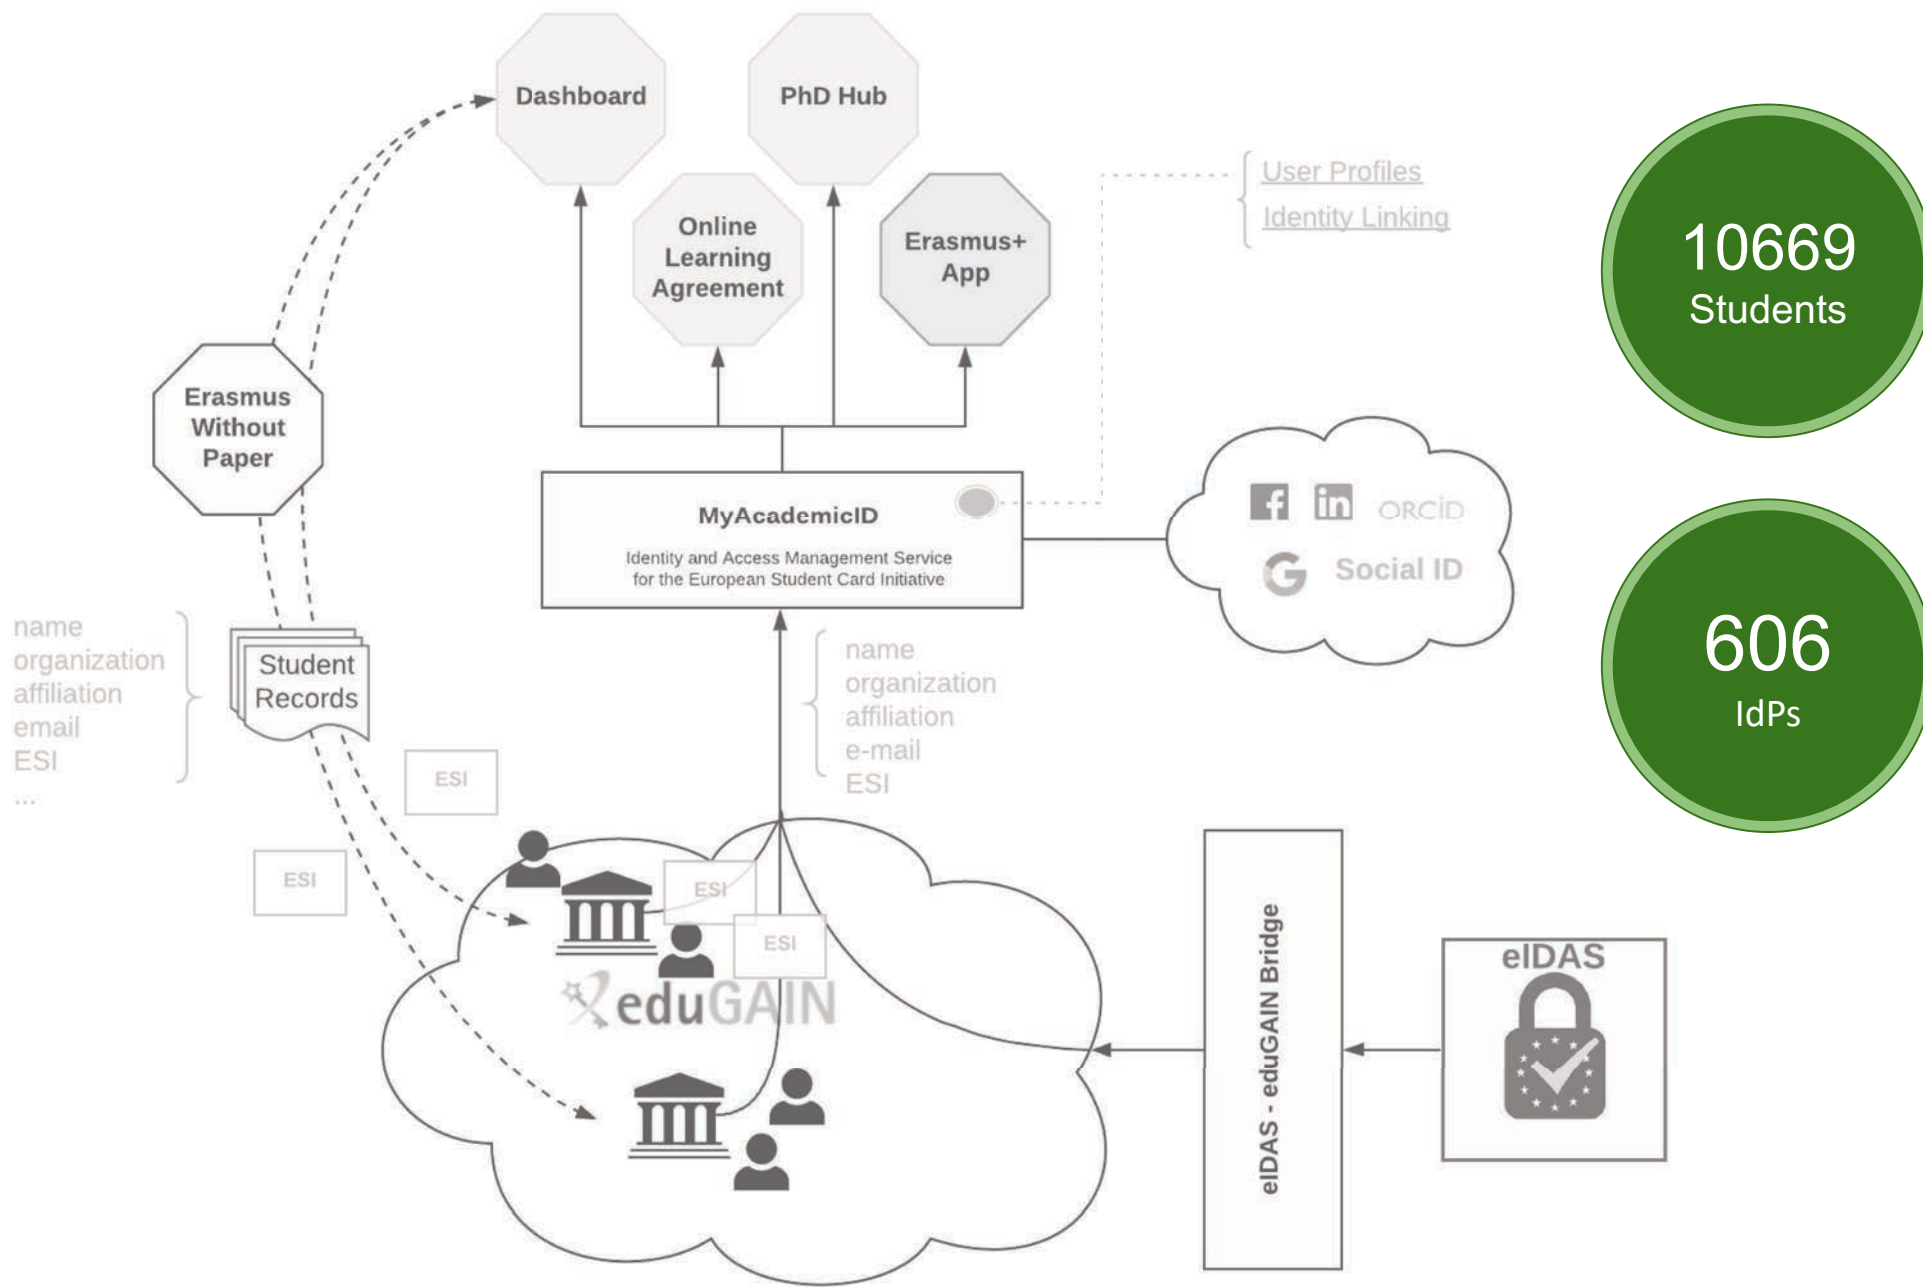 Dashboard
PhD Hub
Online
Learning
Agreement
Erasmus+
App
User Profiles
Identity Linking
10669
Students
Erasmus
Without
Paper
MyAcademicID
Identity and Access Management Service
for the European Student Card Initiative
f in ORCiD
G Social ID
606
IdPs
name
organization
affiliation
email
ESI
...
Student
Records
name
organization
affiliation
e-mail
ESI
ESI
ESI
ESI
ESI
eduGAIN
eIDAS - eduGAIN Bridge
eIDAS